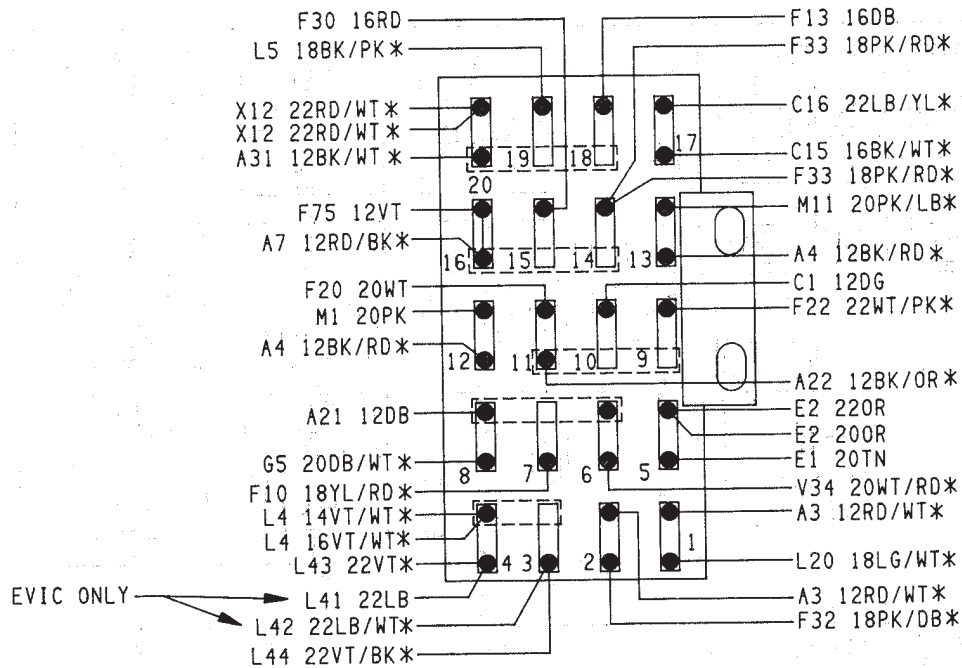 F30 16RD
F13 16DB
L5 18BK/PK*
F33 18PK/RD*
X12 22RD/WT*
C16 22LB/YL*
X12 22RD/WT*
17
A31 12BK/WT*
19
18
C15 16BK/WT*
20
F33 18PK/RD*
F75 12VT
M11 20PK/LB*
A7 12RD/BK*
16
15
14
13
A4 12BK/RD*
F20 20WT
C1 12DG
M1 20PK
F22 22WT/PK*
A4 12BK/RD*
12
11
10
9
A22 12BK/OR*
A21 12DB
E2 22OR
E2 20OR
G5 20DB/WT*
8
7
6
5
E1 20TN
F10 18YL/RD*
V34 20WT/RD*
L4 14VT/WT*
A3 12RD/WT*
L4 16VT/WT*
1
L43 22VT*
4
3
2
L20 18LG/WT*
EVIC ONLY
L41 22LB
A3 12RD/WT*
L42 22LB/WT*
F32 18PK/DB*
L44 22VT/BK*